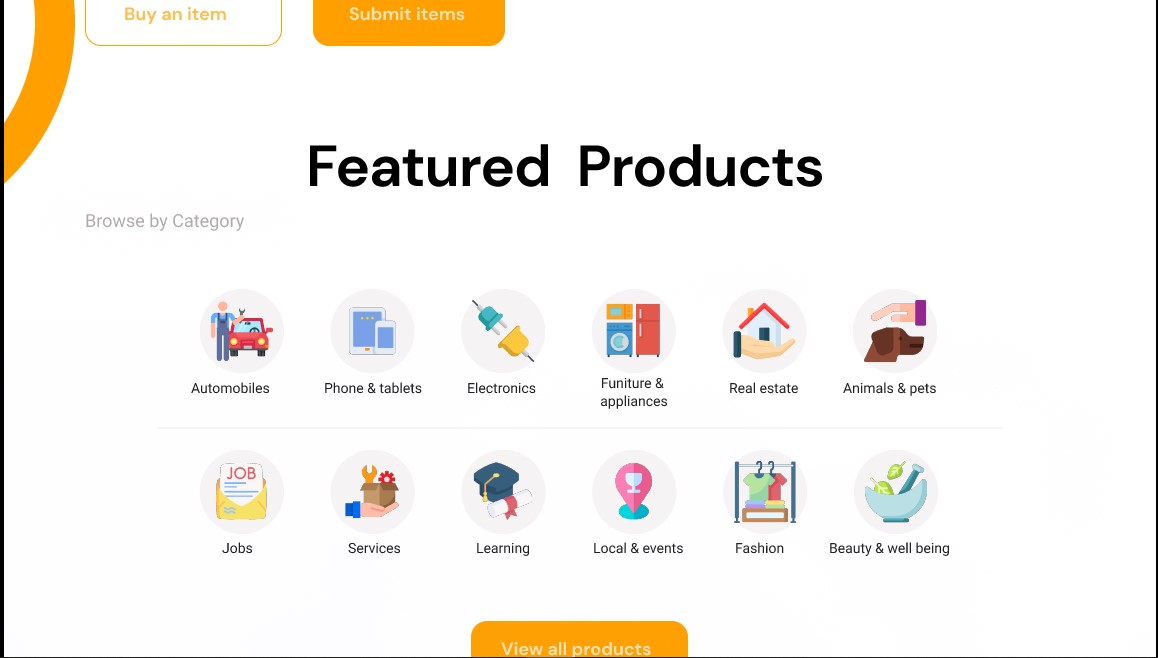 Buy an item
Submit items
Featured Products
Browse by Category
Automobiles
Phone & tablets
Electronics
Funiture &
appliances
Real estate
Animals & pets
JOB
Jobs
Services
Learning
Local & events
Fashion
Beauty & well being
View all products